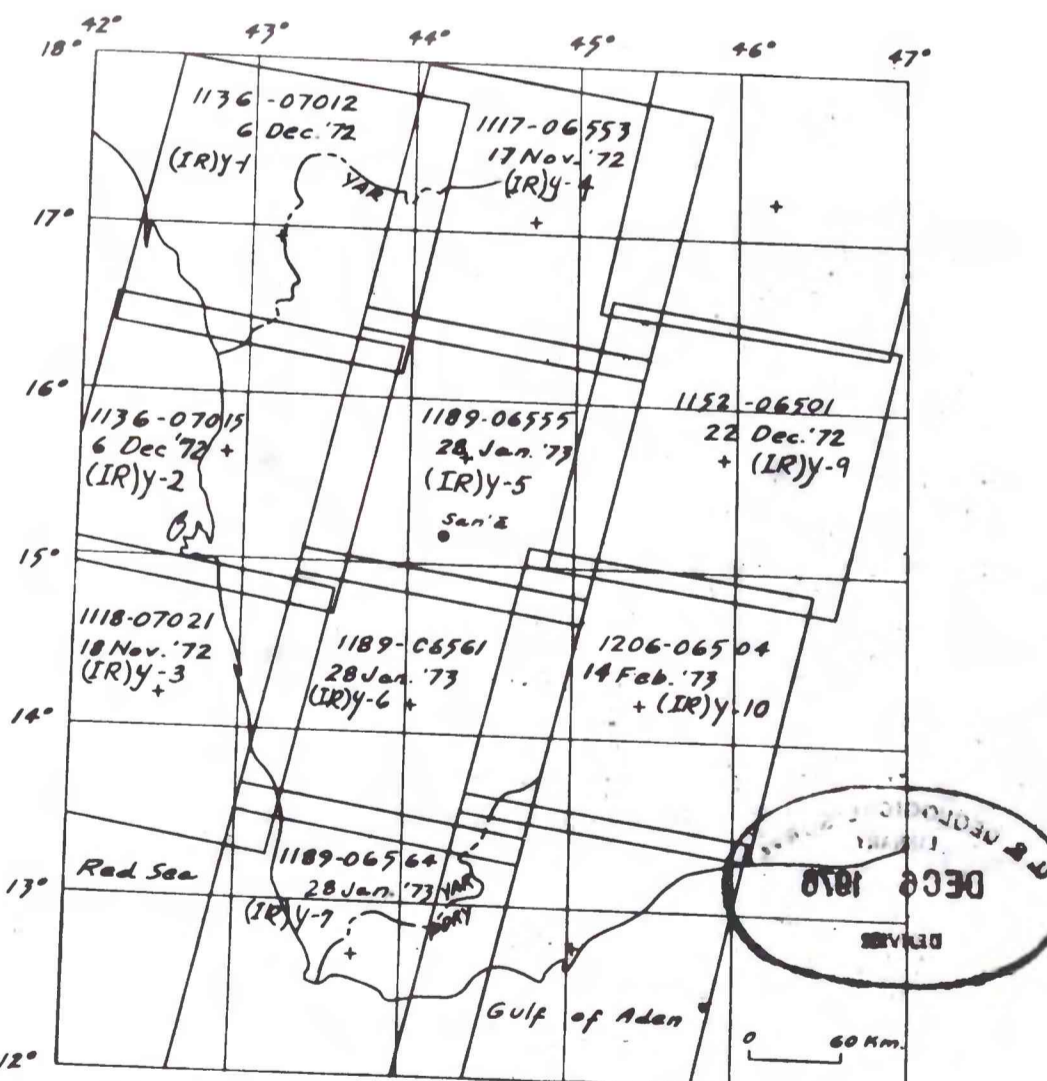 42° 43° 44° 45° 46° 47°
18°
1136-07012
6 Dec.'72
(IR)Y-1
1117-06553
17 Nov.'72
(IR)Y-4
YAR
17°
16°
1136-07015
6 Dec'72
(IR)Y-2
1189-06555
28 Jan.'73
(IR)Y-5
San'a
1152-06501
22 Dec.'72
(IR)Y-9
15°
1118-07021
18 Nov.'72
(IR)Y-3
1189-06561
28 Jan.'73
(IR)Y-6
1206-06504
14 Feb.'73
(IR)Y-10
14°
Red Sea
13°
1189-06564
28 Jan.'73
(IR)Y-7
YAR
PDRY
Gulf of Aden
GEOLOGICAL
LIBRARY
DEC 6 1978
DENVER
0 60 Km.
12°